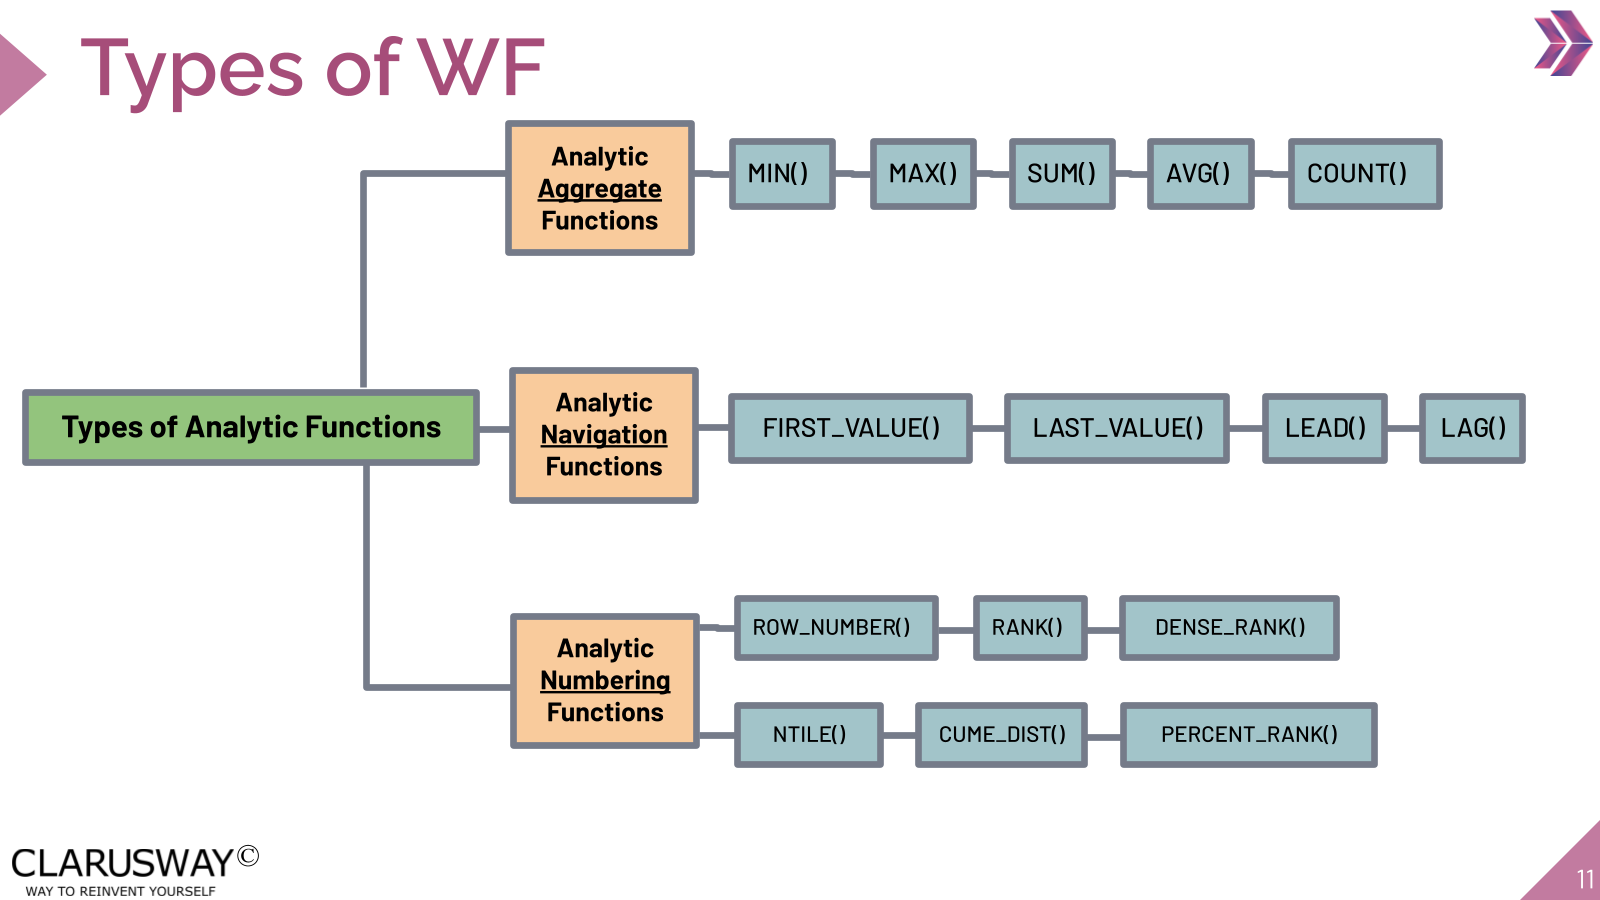 Types of WF
Analytic
Aggregate
Functions
MIN()
MAX()
SUM()
AVG()
COUNT()
Types of Analytic Functions
Analytic
Navigation
Functions
FIRST_VALUE()
LAST_VALUE()
LEAD()
LAG()
Analytic
Numbering
Functions
ROW_NUMBER()
RANK()
DENSE_RANK()
NTILE()
CUME_DIST()
PERCENT_RANK()
CLARUSWAY©
WAY TO REINVENT YOURSELF
11